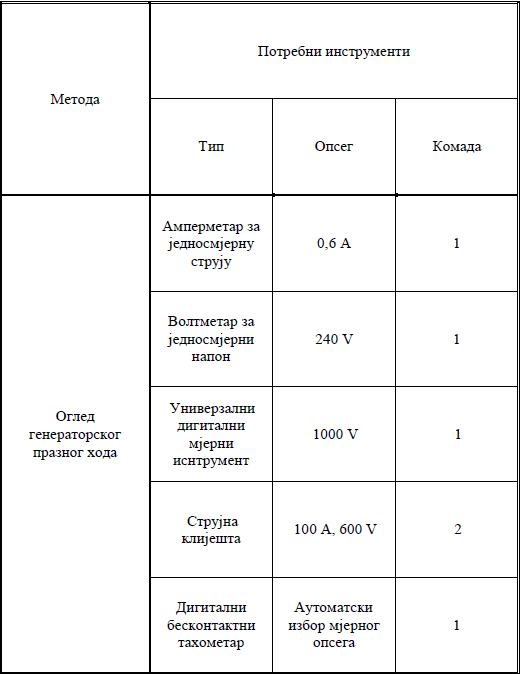 Потребни инструменти
Метода
Тип
Опсег
Комада
Амперметар за
једносмјерну
струју
0,6 А
1
Волтметар за
једносмјерни
напон
240 V
1
Оглед
генераторског
празног хода
Универзални
дигитални
мјерни
иснтрумент
1000 V
1
Струјна
клијешта
100 А, 600 V
2
Дигитални
бесконтактни
тахометар
Аутоматски
избор мјерног
опсега
1